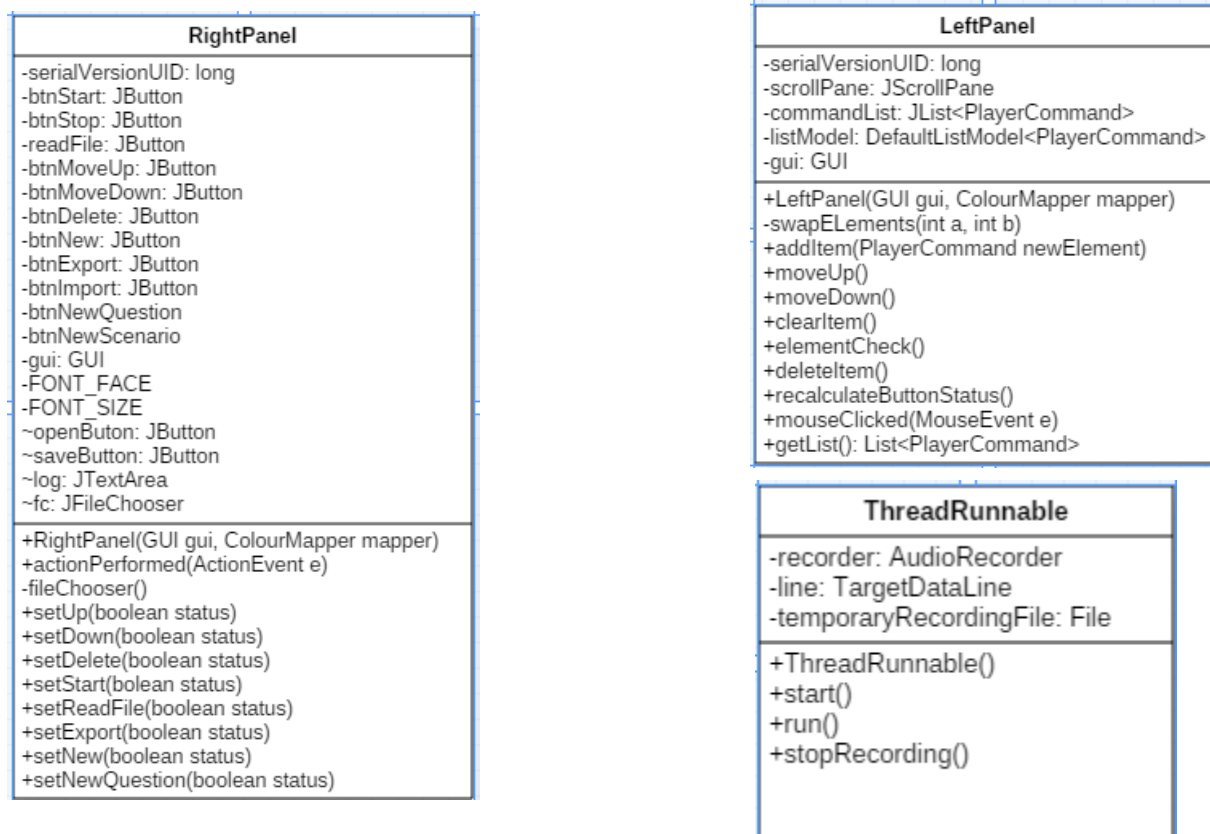 RightPanel
-serialVersionUID: long
-btnStart: JButton
-btnStop: JButton
-readFile: JButton
-btnMoveUp: JButton
-btnMoveDown: JButton
-btnDelete: JButton
-btnNew: JButton
-btnExport: JButton
-btnImport: JButton
-btnNewQuestion
-btnNewScenario
-gui: GUI
-FONT_FACE
-FONT_SIZE
~openButon: JButton
~saveButton: JButton
~log: JTextArea
~fc: JFileChooser
+RightPanel(GUI gui, ColourMapper mapper)
+actionPerformed(ActionEvent e)
-fileChooser()
+setUp(boolean status)
+setDown(boolean status)
+setDelete(boolean status)
+setStart(bolean status)
+setReadFile(boolean status)
+setExport(boolean status)
+setNew(boolean status)
+setNewQuestion(boolean status)
LeftPanel
-serialVersionUID: long
-scrollPane: JScrollPane
-commandList: JList<PlayerCommand>
-listModel: DefaultListModel<PlayerCommand>
-gui: GUI
+LeftPanel(GUI gui, ColourMapper mapper)
-swapELements(int a, int b)
+addItem(PlayerCommand newElement)
+moveUp()
+moveDown()
+clearItem()
+elementCheck()
+deleteItem()
+recalculateButtonStatus()
+mouseClicked(MouseEvent e)
+getList(): List<PlayerCommand>
ThreadRunnable
-recorder: AudioRecorder
-line: TargetDataLine
-temporaryRecordingFile: File
+ThreadRunnable()
+start()
+run()
+stopRecording()